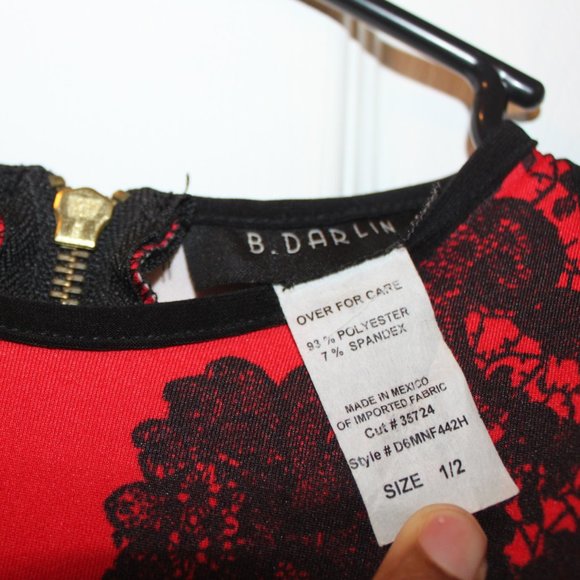 B. DARLIN
OVER FOR CARE
93 % POLYESTER
7 % SPANDEX
MADE IN MEXICO
OF IMPORTED FABRIC
Cut # 35724
Style # D6MNF442H
SIZE 1/2